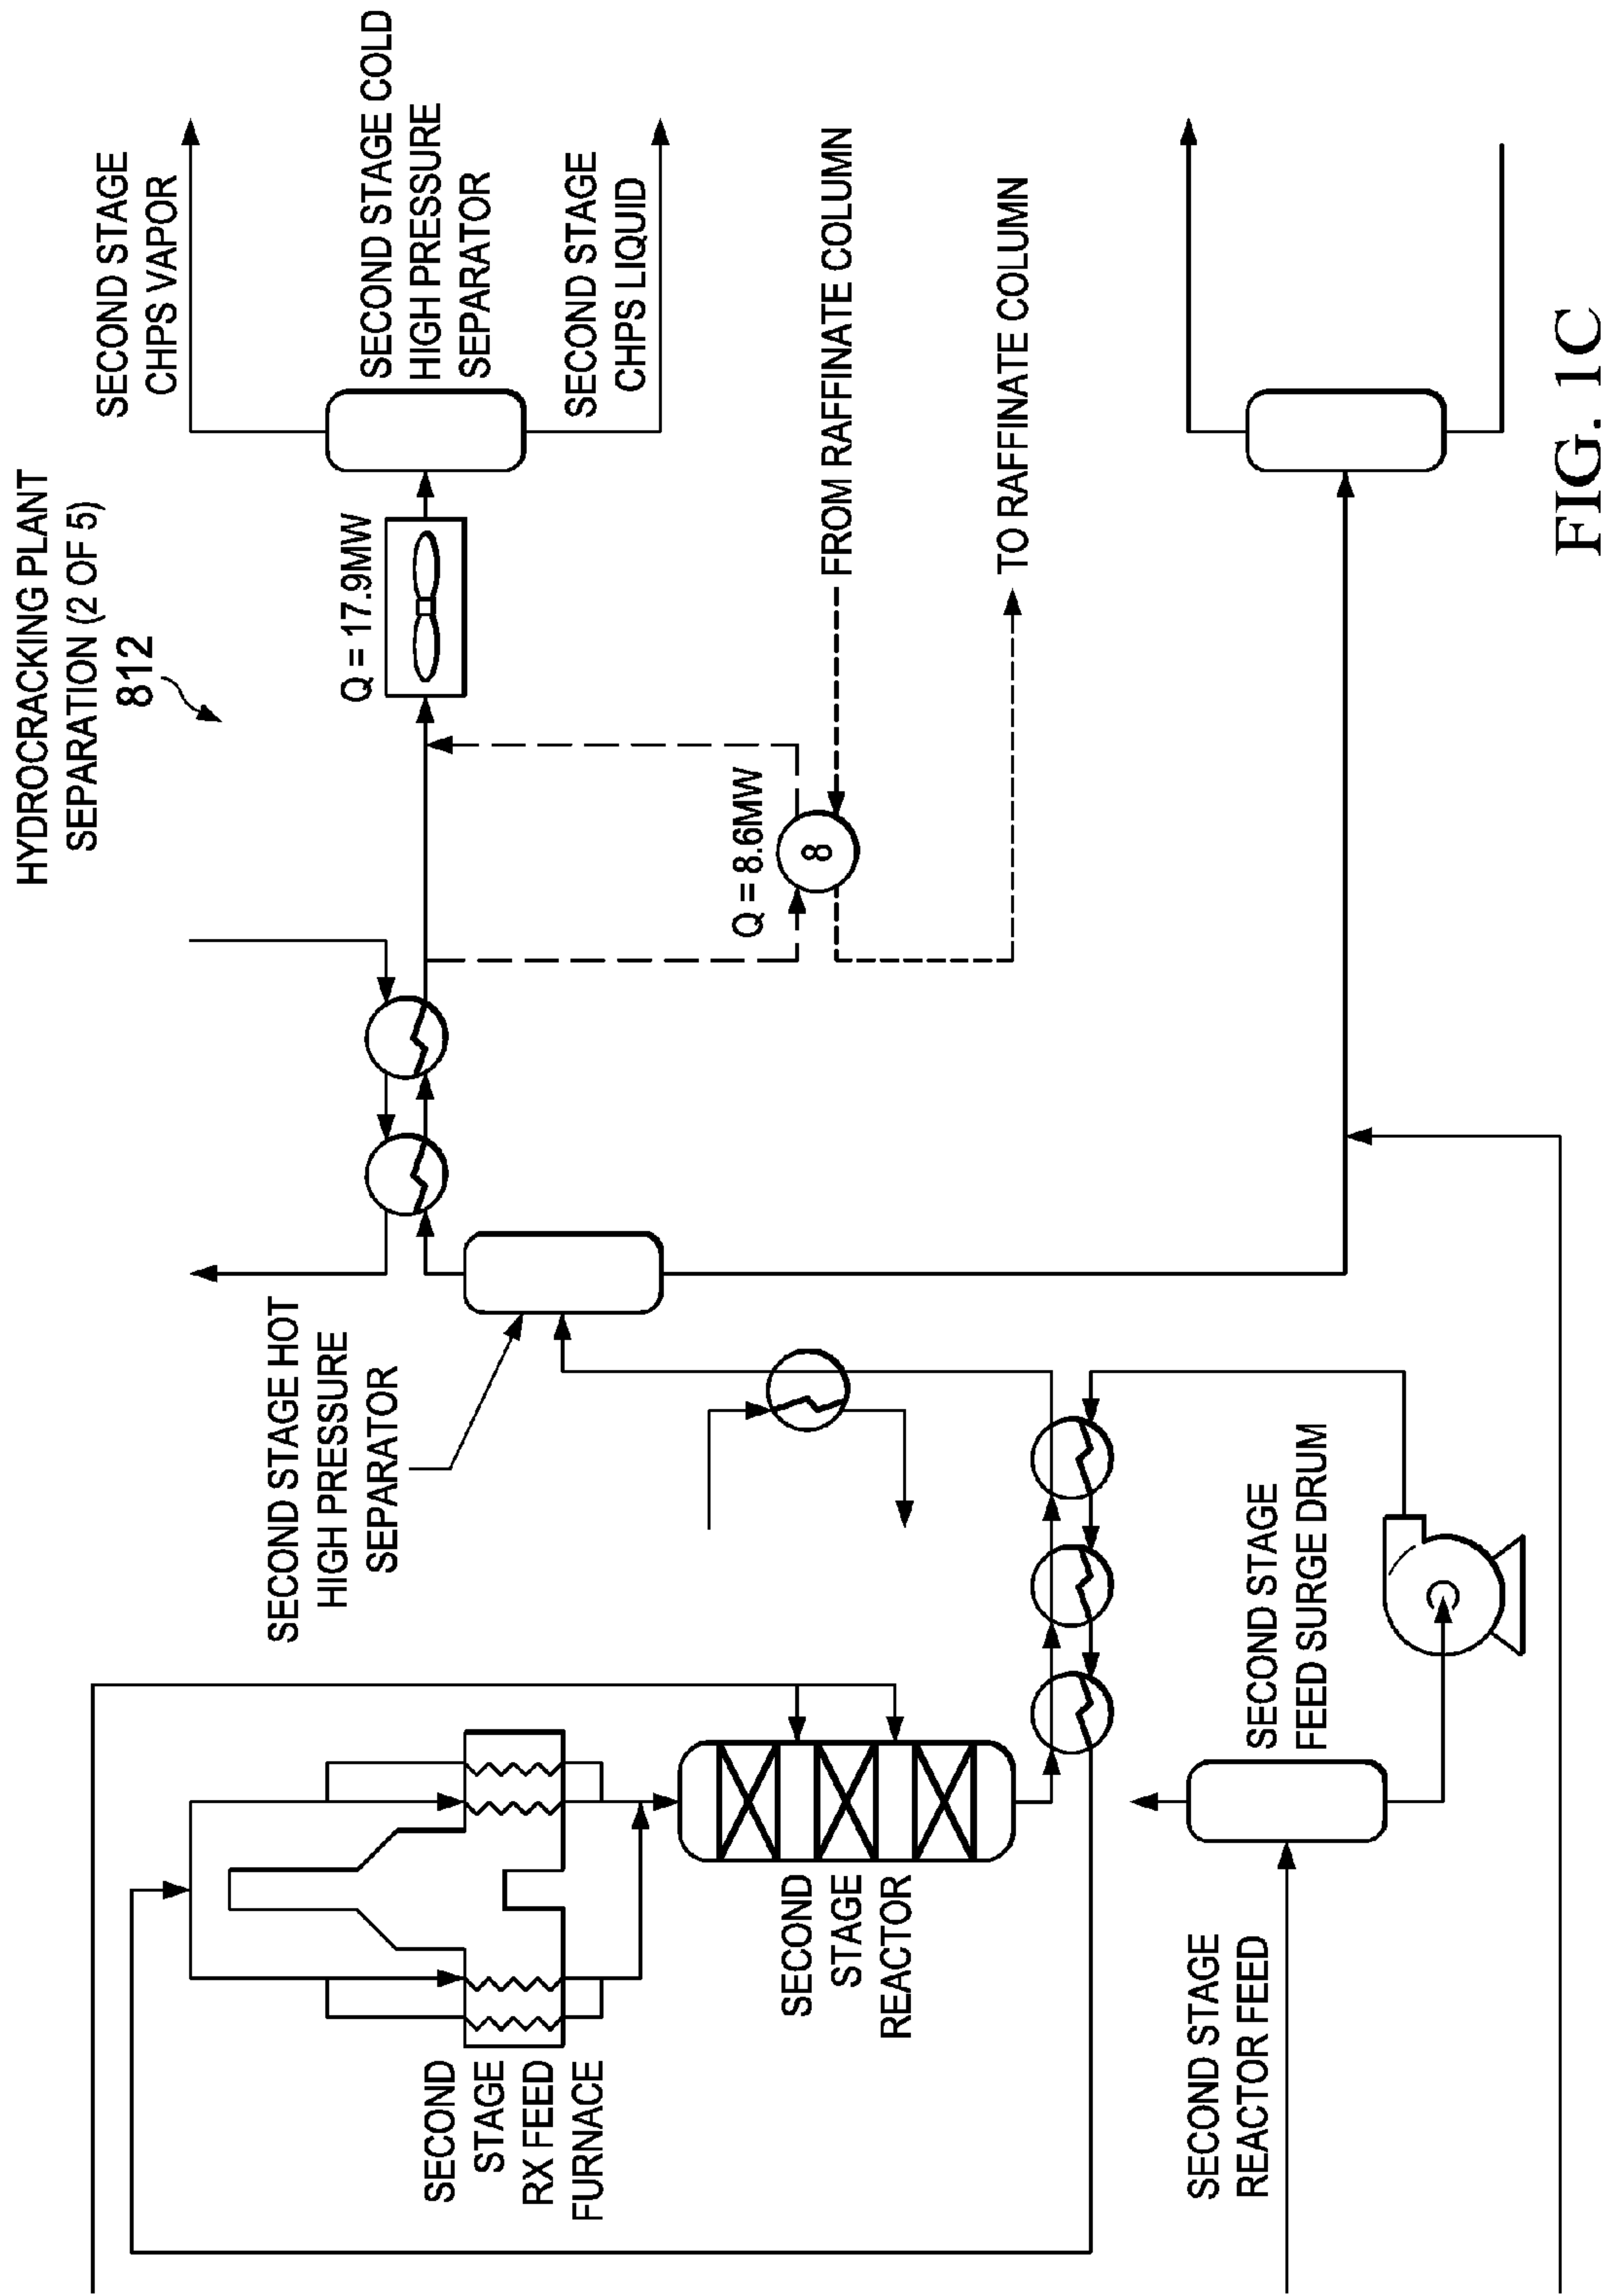 HYDROCRACKING PLANT
SEPARATION (2 OF 5)
812
SECOND STAGE
CHPS VAPOR
Q = 17.9MW
SECOND STAGE COLD
HIGH PRESSURE
SEPARATOR
SECOND STAGE
CHPS LIQUID
Q = 8.6MW
8
FROM RAFFINATE COLUMN
TO RAFFINATE COLUMN
SECOND STAGE HOT
HIGH PRESSURE
SEPARATOR
SECOND
STAGE
RX FEED
FURNACE
SECOND
STAGE
REACTOR
SECOND STAGE
FEED SURGE DRUM
SECOND STAGE
REACTOR FEED
FIG. 1C